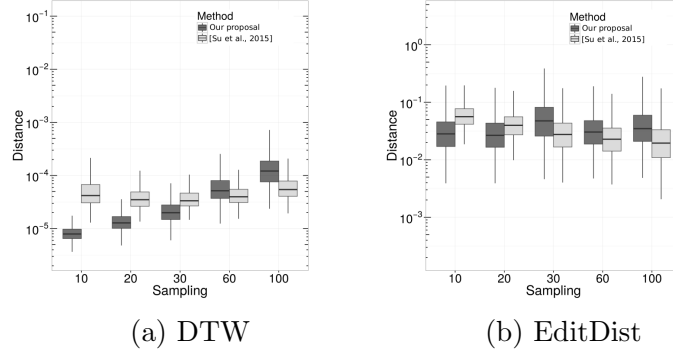 Method
Our proposal
[Su et al., 2015]
10⁻¹
10⁻²
10⁻³
10⁻⁴
10⁻⁵
Distance
10 20 30 60 100
Sampling
(a) DTW
Method
Our proposal
[Su et al., 2015]
10⁰
10⁻¹
10⁻²
10⁻³
Distance
10 20 30 60 100
Sampling
(b) EditDist